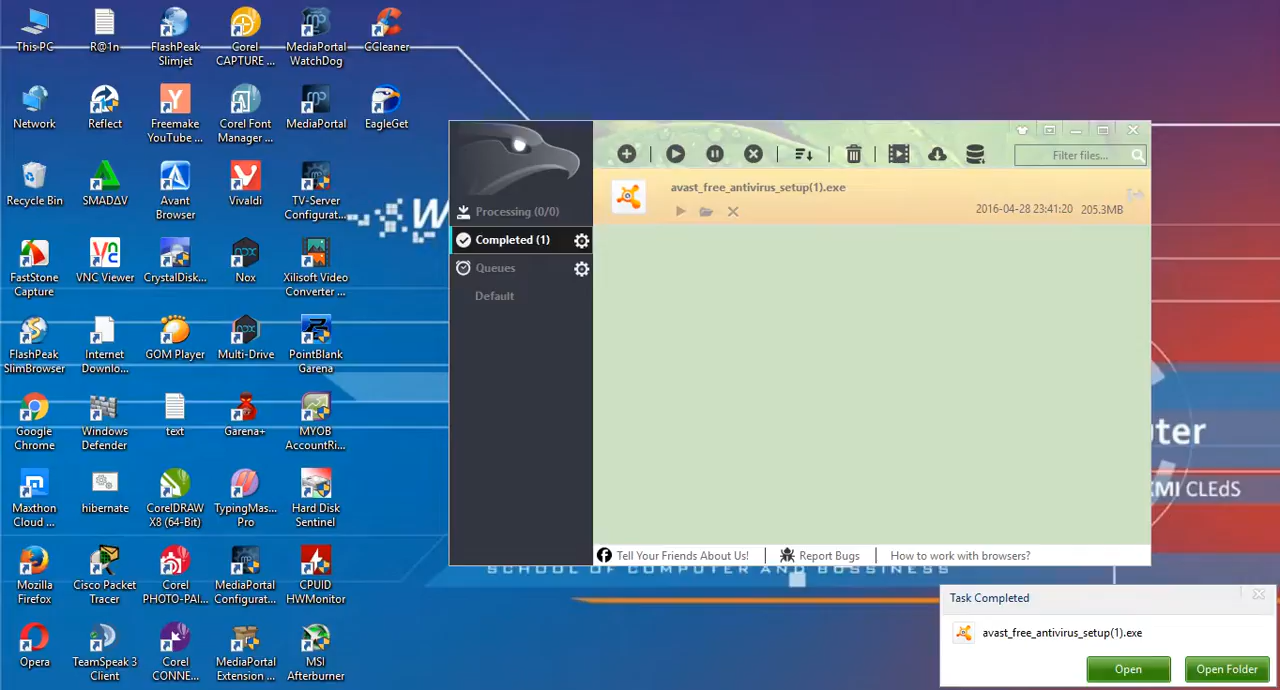 This PC
R@1n
FlashPeak Slimjet
Corel CAPTURE ...
MediaPortal WatchDog
CCleaner
Network
Reflect
Freemake YouTube ...
Corel Font Manager ...
MediaPortal
EagleGet
Recycle Bin
SMADΔV
Avant Browser
Vivaldi
TV-Server Configurat...
FastStone Capture
VNC Viewer
CrystalDisk...
Nox
Xilisoft Video Converter ...
FlashPeak SlimBrowser
Internet Downlo...
GOM Player
Multi-Drive
PointBlank Garena
Google Chrome
Windows Defender
text
Garena+
MYOB AccountRi...
Maxthon Cloud ...
hibernate
CorelDRAW X8 (64-Bit)
TypingMas... Pro
Hard Disk Sentinel
Mozilla Firefox
Cisco Packet Tracer
Corel PHOTO-PAI...
MediaPortal Configurat...
CPUID HWMonitor
Opera
TeamSpeak 3 Client
Corel CONNE...
MediaPortal Extension ...
MSI Afterburner
W
Processing (0/0)
Completed (1)
Queues
Default
Filter files...
avast_free_antivirus_setup(1).exe
2016-04-28 23:41:20 205.3MB
Tell Your Friends About Us!
Report Bugs
How to work with browsers?
uter
KMI CLEdS
SCHOOL OF COMPUTER AND BUSSINESS
Task Completed
avast_free_antivirus_setup(1).exe
Open
Open Folder